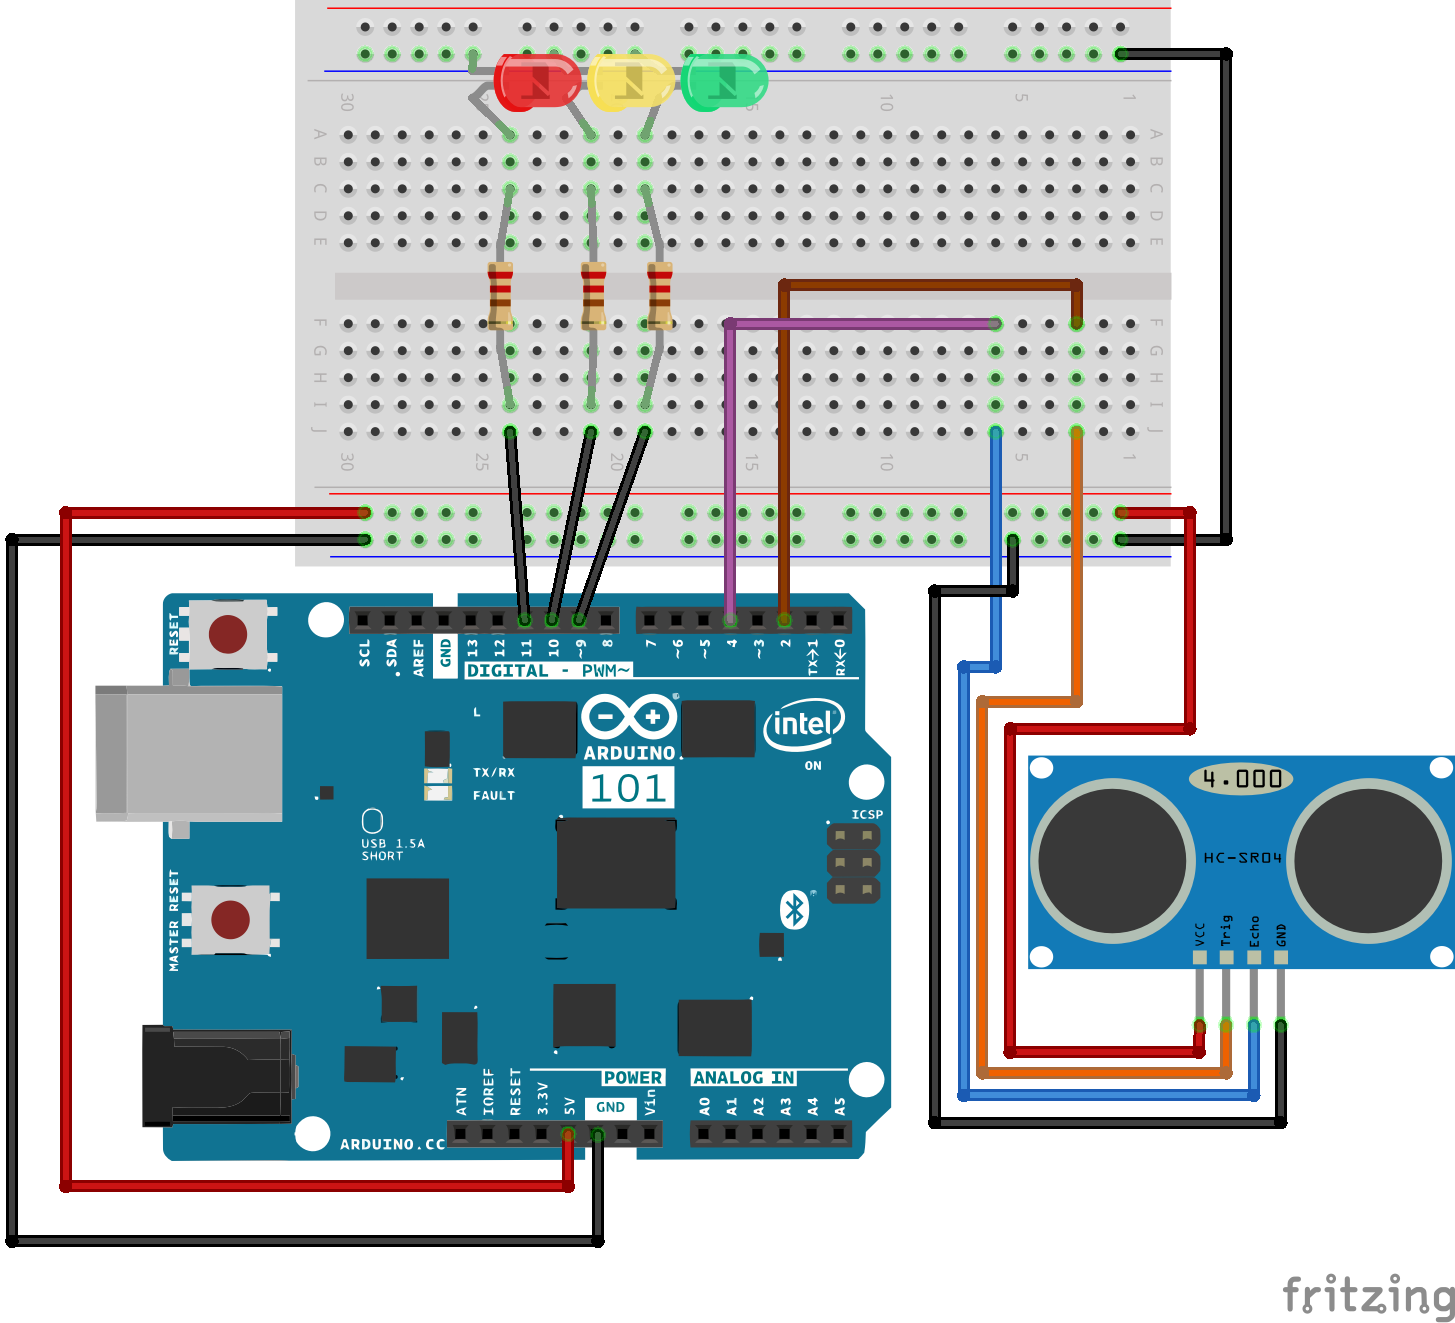 30 25 15 10 5 1
A A
B B
C C
D D
E E
F F
G G
H H
I I
J J
30 25 20 15 10 5 1
RESET
SCL SDA AREF GND 13 12 11 10 ~9 8 7 ~6 ~5 4 ~3 2 TX→1 RX←0
DIGITAL - PWM~
L
ARDUINO
101
intel
ON
TX/RX
FAULT
ICSP
USB 1.5A
SHORT
MASTER RESET
4.000
HC-SR04
VCC Trig Echo GND
POWER ANALOG IN
ATN IOREF RESET 3.3V 5V GND Vin A0 A1 A2 A3 A4 A5
ARDUINO.CC
fritzing